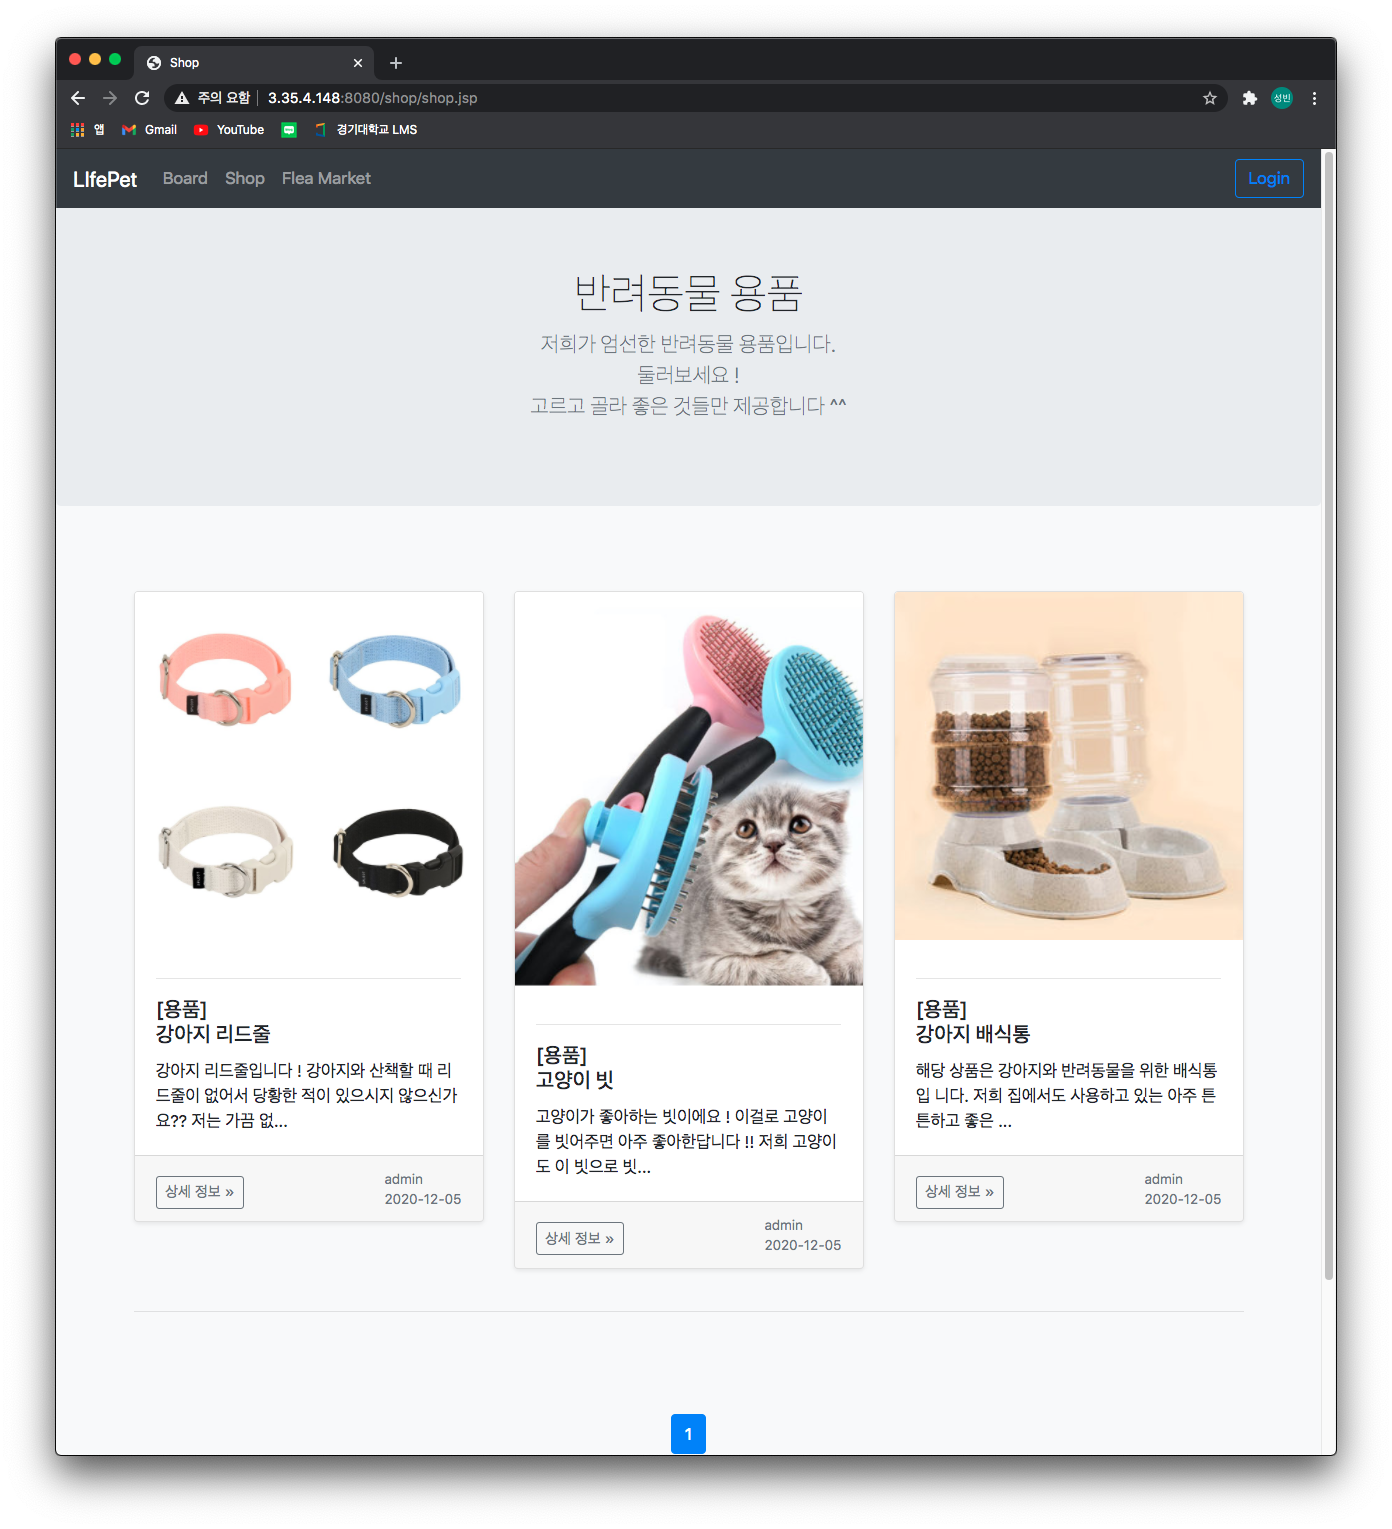 Shop
주의 요함 3.35.4.148:8080/shop/shop.jsp
성빈
앱 Gmail YouTube 경기대학교 LMS
LIfePet Board Shop Flea Market Login
반려동물 용품
저희가 엄선한 반려동물 용품입니다.
둘러보세요 !
고르고 골라 좋은 것들만 제공합니다 ^^
[용품]
강아지 리드줄
강아지 리드줄입니다 ! 강아지와 산책할 때 리
드줄이 없어서 당황한 적이 있으시지 않으신가
요?? 저는 가끔 없...
상세 정보 »
admin
2020-12-05
[용품]
고양이 빗
고양이가 좋아하는 빗이에요 ! 이걸로 고양이
를 빗어주면 아주 좋아한답니다 !! 저희 고양이
도 이 빗으로 빗...
상세 정보 »
admin
2020-12-05
[용품]
강아지 배식통
해당 상품은 강아지와 반려동물을 위한 배식통
입 니다. 저희 집에서도 사용하고 있는 아주 튼
튼하고 좋은 ...
상세 정보 »
admin
2020-12-05
1